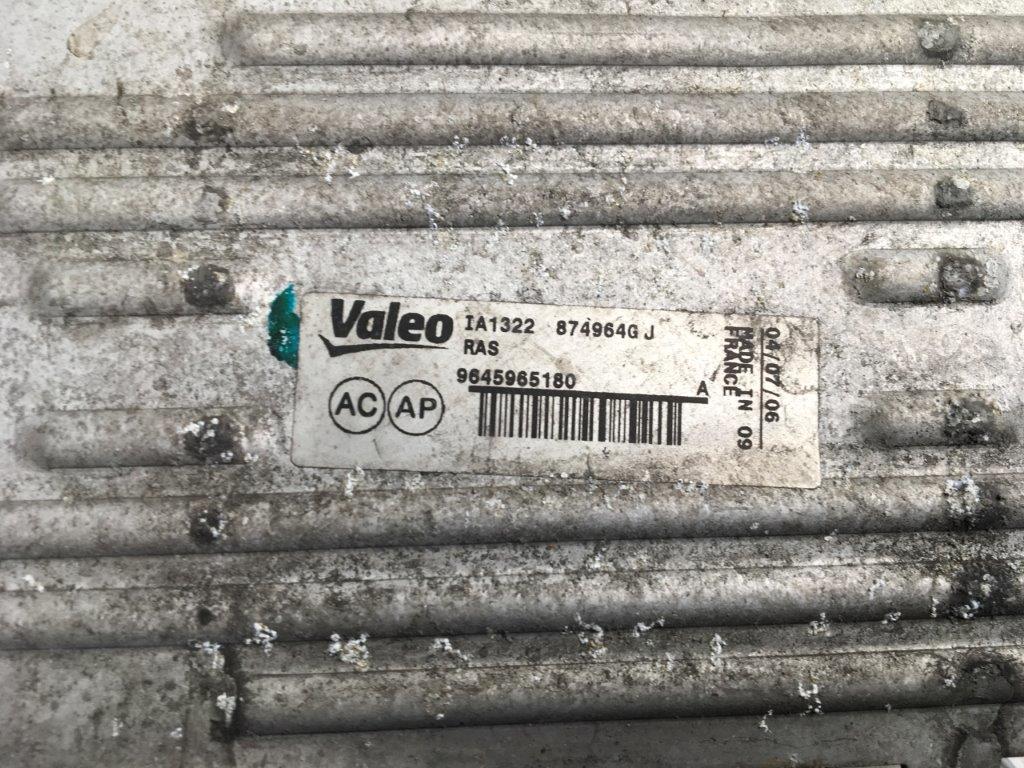 Valeo
IA1322 874964G J
RAS
9645965180
A
AC AP
04/07/06
MADE IN 09
FRANCE